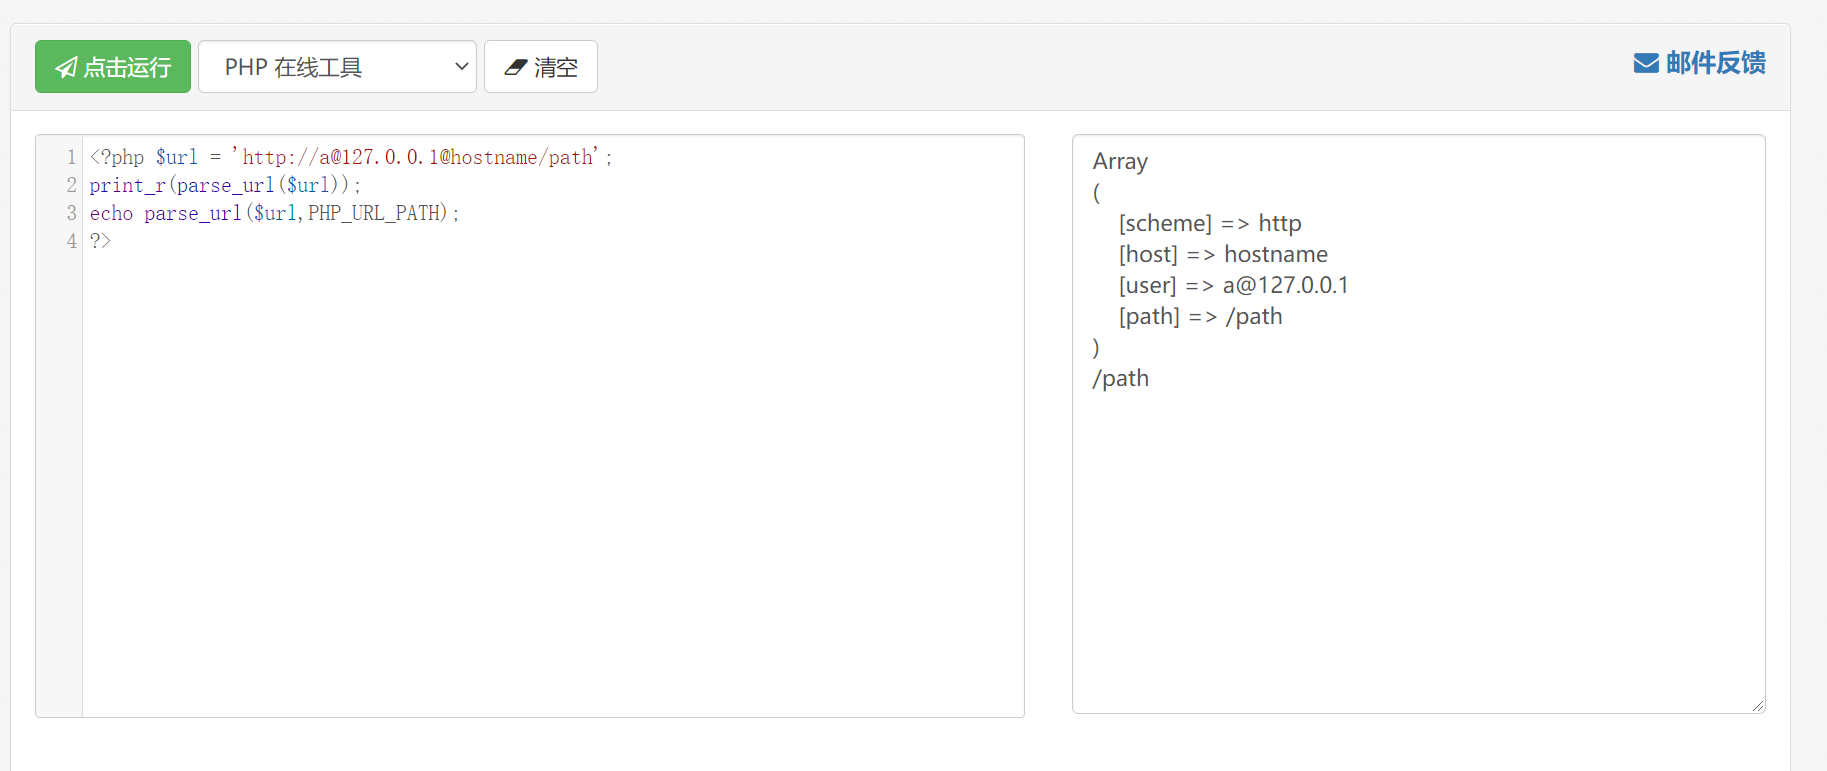 点击运行 PHP 在线工具 清空 邮件反馈
1 <?php $url = 'http://a@127.0.0.1@hostname/path';
2 print_r(parse_url($url));
3 echo parse_url($url,PHP_URL_PATH);
4 ?>
Array
(
[scheme] => http
[host] => hostname
[user] => a@127.0.0.1
[path] => /path
)
/path